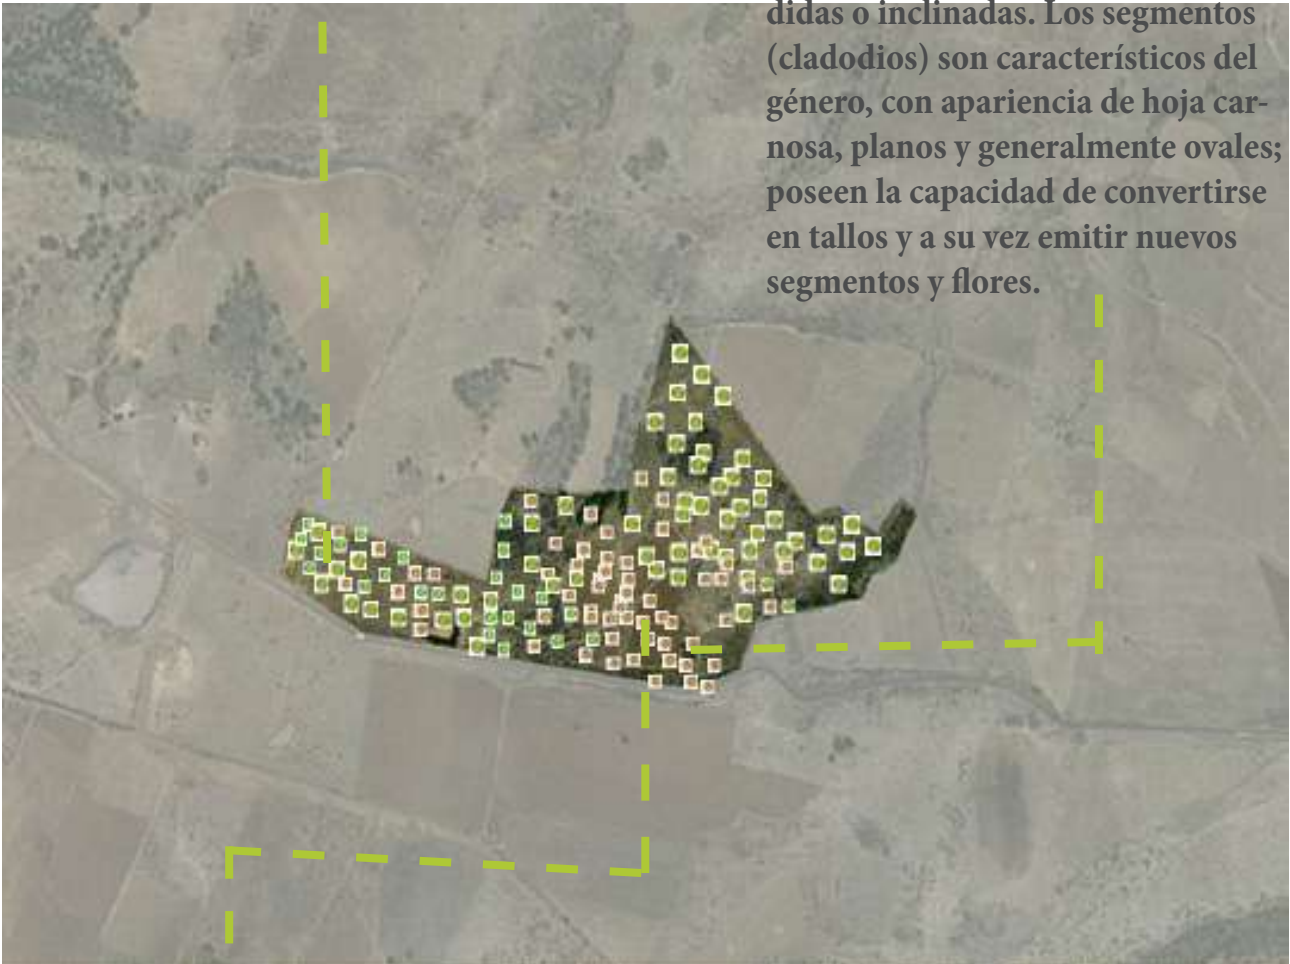 didas o inclinadas. Los segmentos
(cladodios) son característicos del
género, con apariencia de hoja car-
nosa, planos y generalmente ovales;
poseen la capacidad de convertirse
en tallos y a su vez emitir nuevos
segmentos y flores.